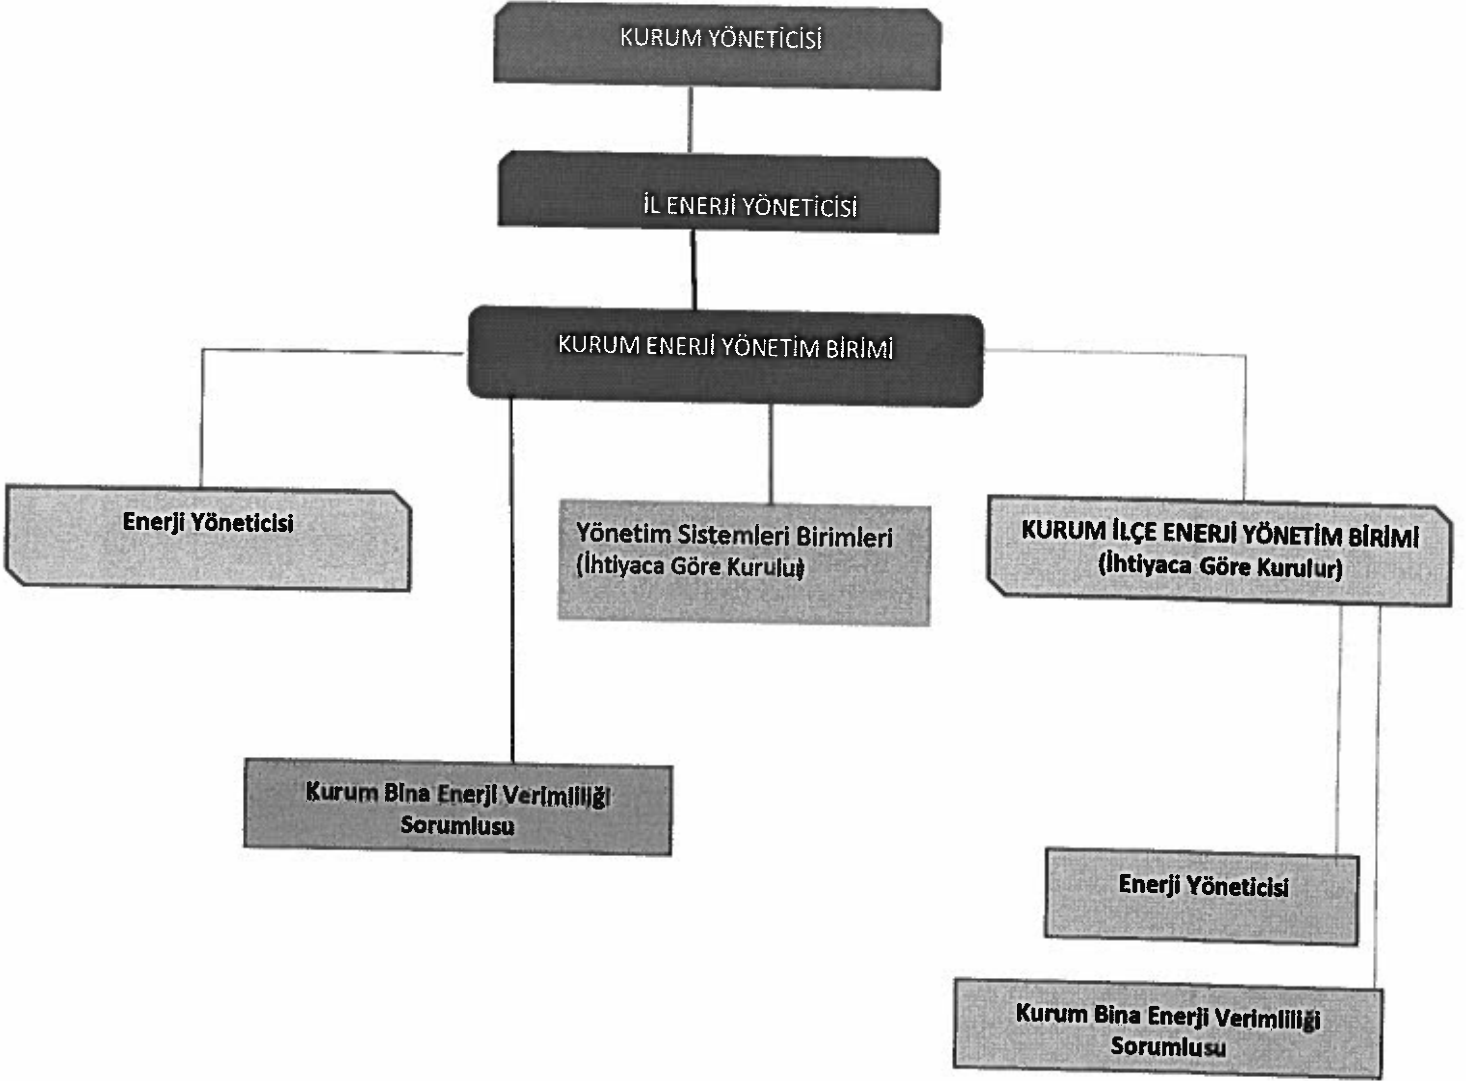 KURUM YÖNETİCİSİ
İL ENERJİ YÖNETİCİSİ
KURUM ENERJİ YÖNETİM BİRİMİ
Enerji Yöneticisi
Yönetim Sistemleri Birimleri
(İhtiyaca Göre Kurulur)
KURUM İLÇE ENERJİ YÖNETİM BİRİMİ
(İhtiyaca Göre Kurulur)
Kurum Bina Enerji Verimliliği
Sorumlusu
Enerji Yöneticisi
Kurum Bina Enerji Verimliliği
Sorumlusu